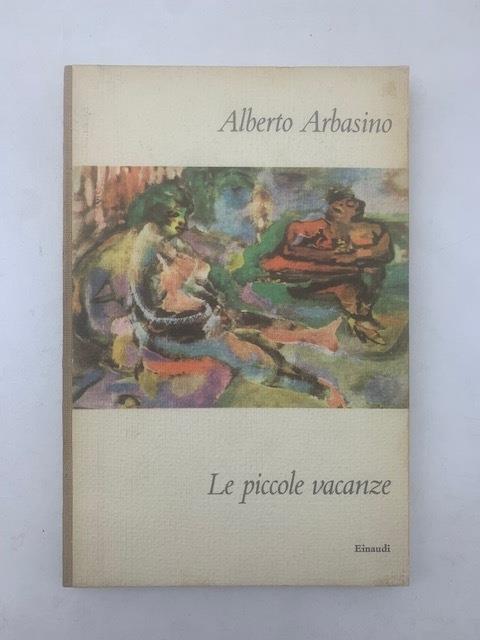 Alberto Arbasino
Le piccole vacanze
Einaudi